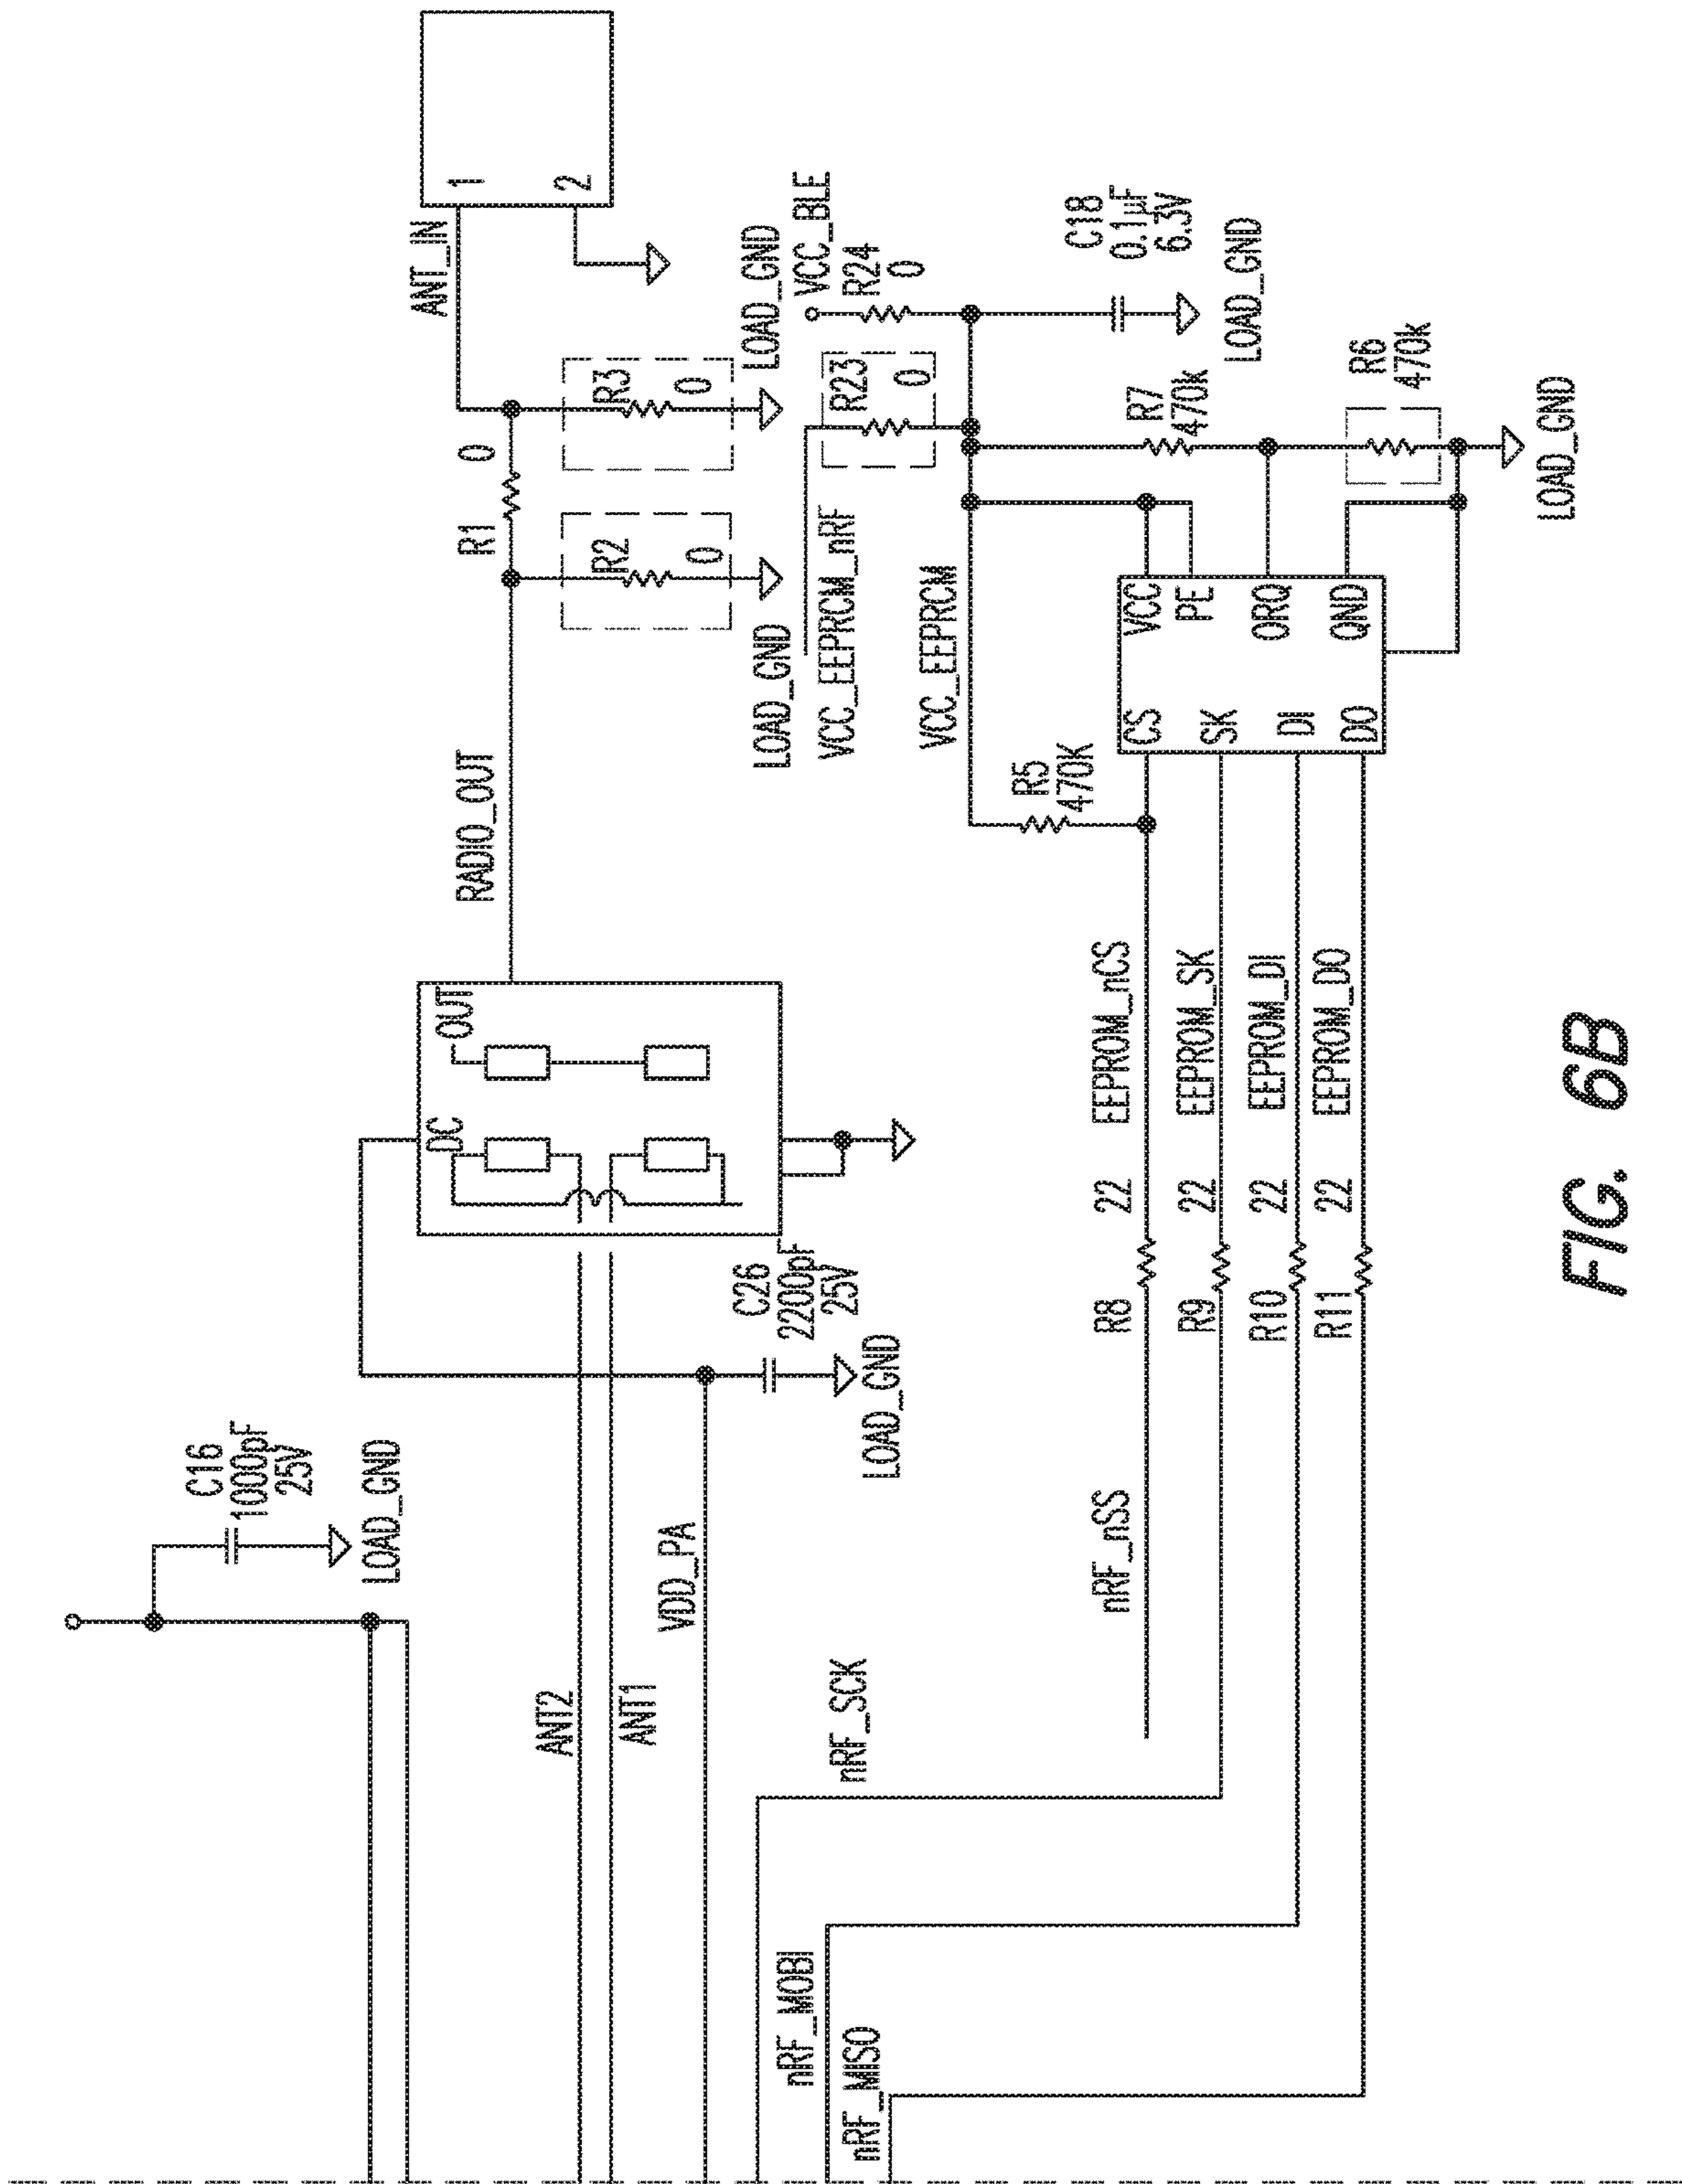 C16
1000pF
25V
LOAD_GND
ANT2
ANT1
VDD_PA
C26
2200pF
25V
LOAD_GND
DC
OUT
RADIO_OUT
R1 0
R2
0
LOAD_GND
R3
0
LOAD_GND
ANT_IN
1
2
VCC_BLE
R24
0
R23
0
VCC_EEPRCM_nRF
VCC_EEPRCM
C18
0.1µF
6.3V
LOAD_GND
R7
470k
R6
470k
LOAD_GND
R5
470K
CS
SK
DI
DO
VCC
PE
ORQ
QND
nRF_SCK
nRF_MOBI
nRF_MISO
nRF_nSS
R8 22 EEPROM_nCS
R9 22 EEPROM_SK
R10 22 EEPROM_DI
R11 22 EEPROM_DO
FIG. 6B